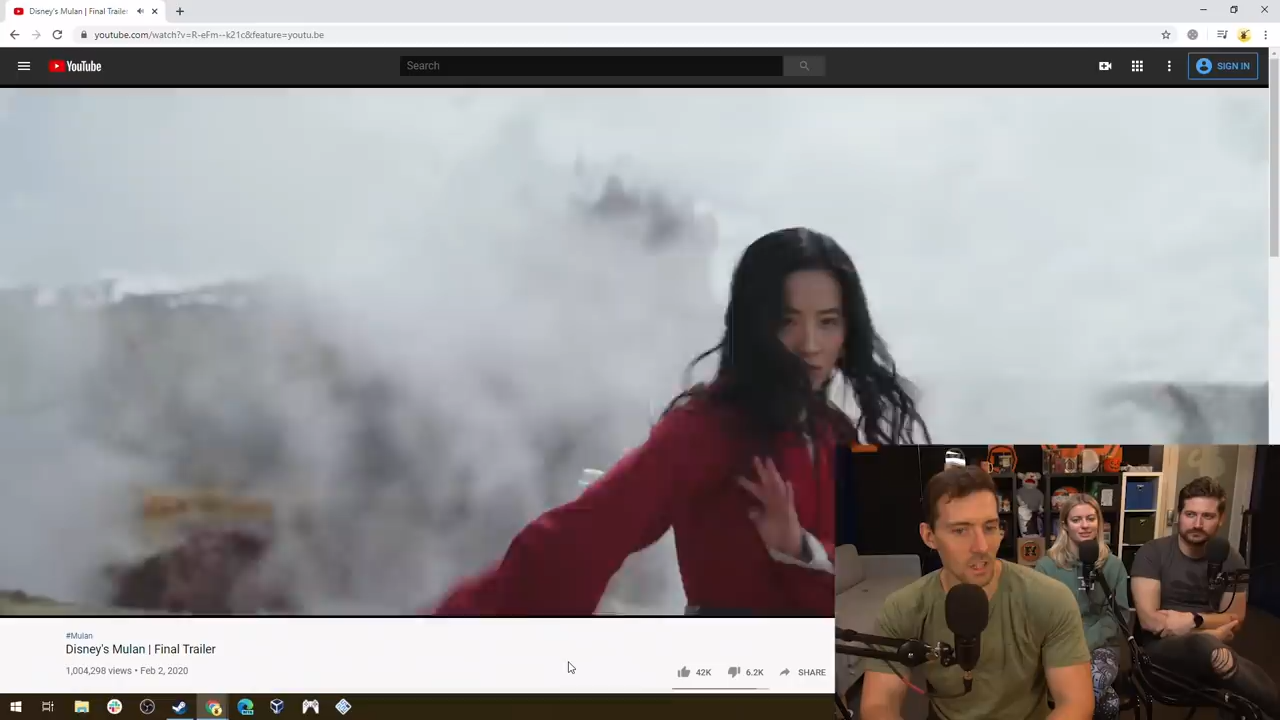 Disney's Mulan | Final Trailer
youtube.com/watch?v=R-eFm--k21c&feature=youtu.be
YouTube
Search
SIGN IN
#Mulan
Disney's Mulan | Final Trailer
1,004,298 views • Feb 2, 2020
42K
6.2K
SHARE